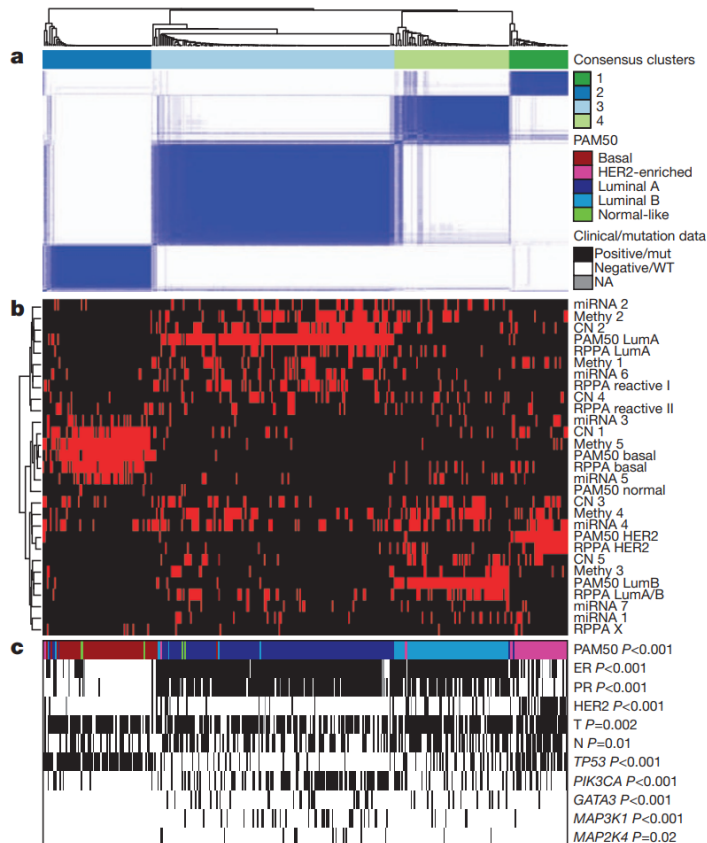 a
Consensus clusters
1
2
3
4
PAM50
Basal
HER2-enriched
Luminal A
Luminal B
Normal-like
Clinical/mutation data
Positive/mut
Negative/WT
NA
b
miRNA 2
Methy 2
CN 2
PAM50 LumA
RPPA LumA
Methy 1
miRNA 6
RPPA reactive I
CN 4
RPPA reactive II
miRNA 3
CN 1
Methy 5
PAM50 basal
RPPA basal
miRNA 5
PAM50 normal
CN 3
Methy 4
miRNA 4
PAM50 HER2
RPPA HER2
CN 5
Methy 3
PAM50 LumB
RPPA LumA/B
miRNA 7
miRNA 1
RPPA X
c
PAM50 P<0.001
ER P<0.001
PR P<0.001
HER2 P<0.001
T P=0.002
N P=0.01
TP53 P<0.001
PIK3CA P<0.001
GATA3 P<0.001
MAP3K1 P<0.001
MAP2K4 P=0.02